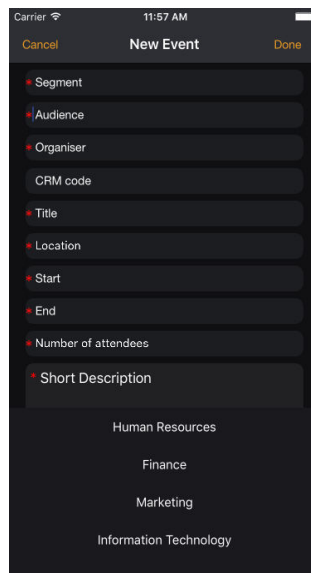 Carrier 11:57 AM
Cancel New Event Done
* Segment
* Audience
* Organiser
CRM code
* Title
* Location
* Start
* End
* Number of attendees
* Short Description
Human Resources
Finance
Marketing
Information Technology